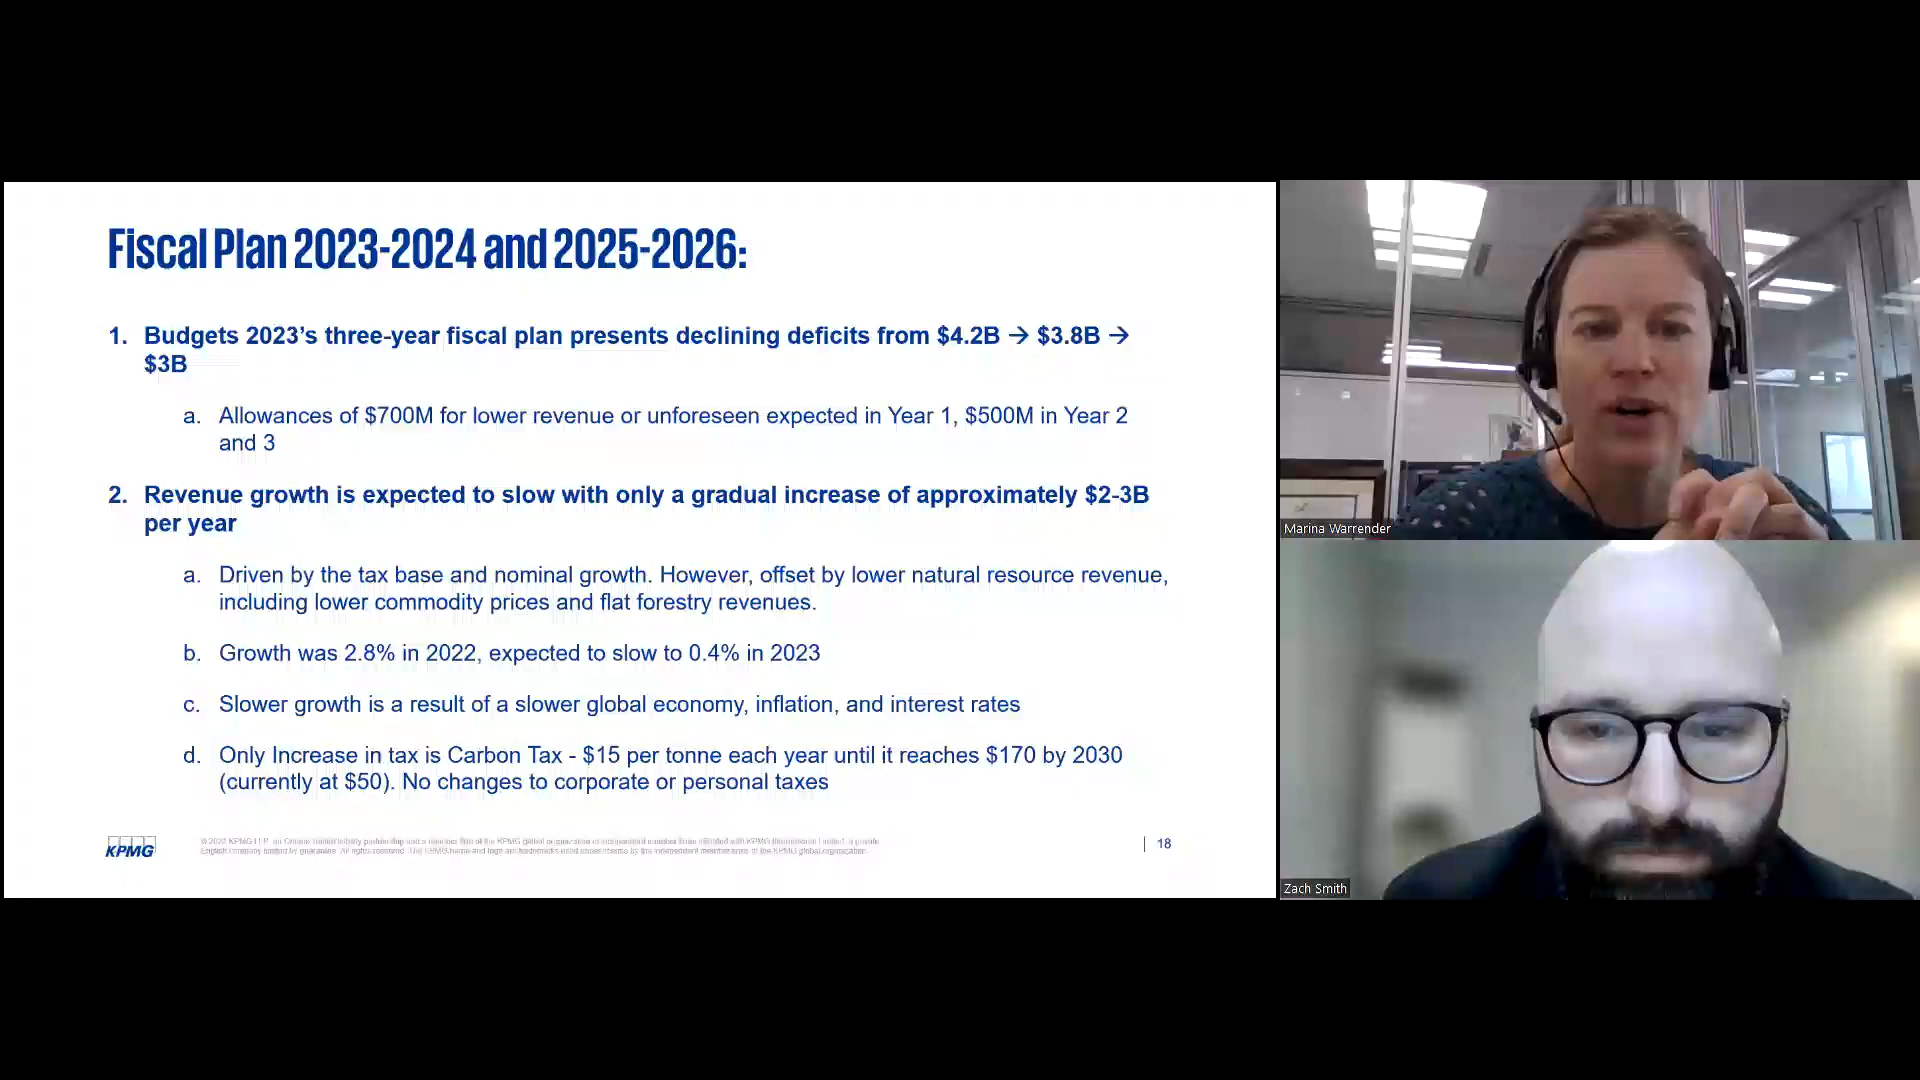 Fiscal Plan 2023-2024 and 2025-2026:
1. Budgets 2023’s three-year fiscal plan presents declining deficits from $4.2B → $3.8B →
$3B
a. Allowances of $700M for lower revenue or unforeseen expected in Year 1, $500M in Year 2
and 3
2. Revenue growth is expected to slow with only a gradual increase of approximately $2-3B
per year
a. Driven by the tax base and nominal growth. However, offset by lower natural resource revenue,
including lower commodity prices and flat forestry revenues.
b. Growth was 2.8% in 2022, expected to slow to 0.4% in 2023
c. Slower growth is a result of a slower global economy, inflation, and interest rates
d. Only Increase in tax is Carbon Tax - $15 per tonne each year until it reaches $170 by 2030
(currently at $50). No changes to corporate or personal taxes
KPMG
18
Marina Warrender
Zach Smith